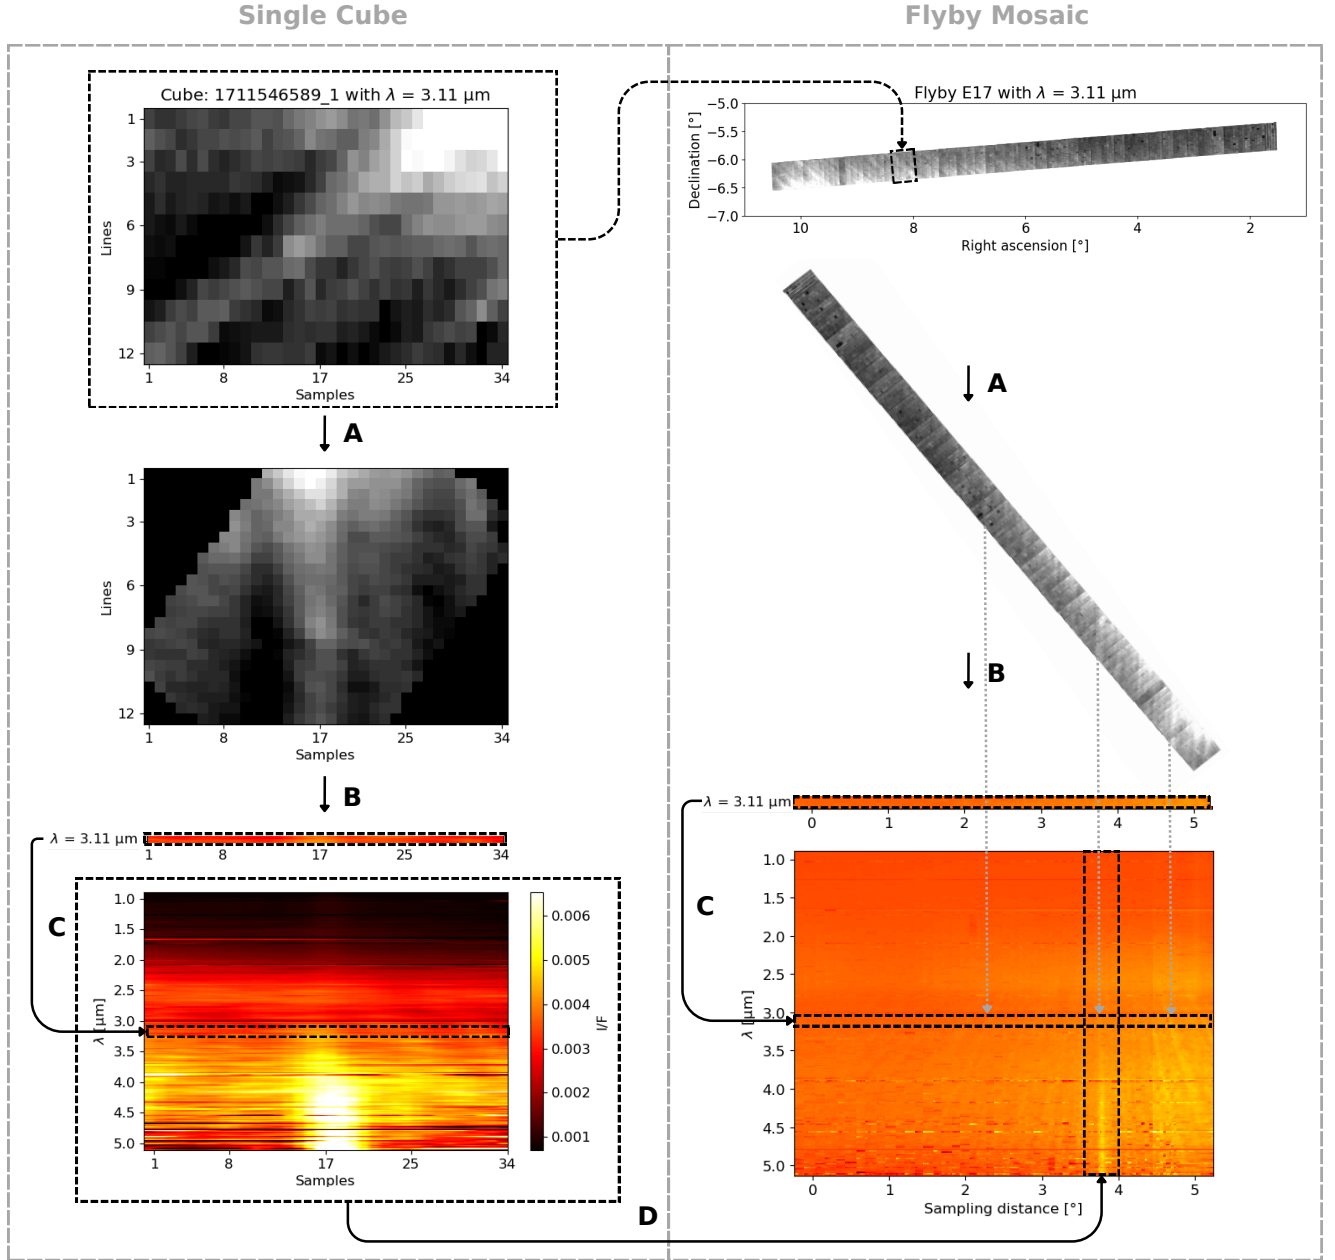 Single Cube
Flyby Mosaic
Cube: 1711546589_1 with λ = 3.11 μm
Lines
1
3
6
9
12
1 8 17 25 34
Samples
Flyby E17 with λ = 3.11 μm
Declination [°]
−5.0
−5.5
−6.0
−6.5
−7.0
10 8 6 4 2
Right ascension [°]
A
A
Lines
1
3
6
9
12
1 8 17 25 34
Samples
B
B
λ = 3.11 μm
1 8 17 25 34
λ = 3.11 μm
0 1 2 3 4 5
C
C
λ [μm]
1.0
1.5
2.0
2.5
3.0
3.5
4.0
4.5
5.0
1 8 17 25 34
Samples
0.006
0.005
0.004
0.003
0.002
0.001
I/F
λ [μm]
1.0
1.5
2.0
2.5
3.0
3.5
4.0
4.5
5.0
0 1 2 3 4 5
Sampling distance [°]
D